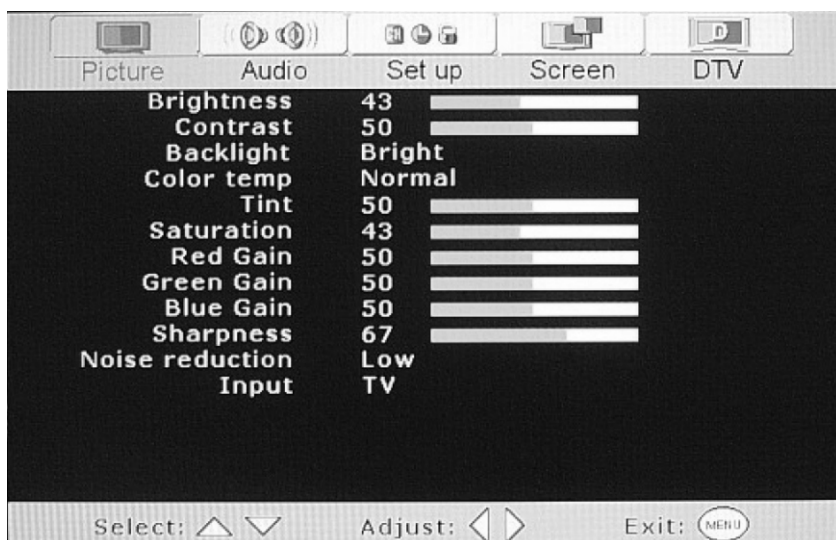 Picture Audio Set up Screen DTV
Brightness 43
Contrast 50
Backlight Bright
Color temp Normal
Tint 50
Saturation 43
Red Gain 50
Green Gain 50
Blue Gain 50
Sharpness 67
Noise reduction Low
Input TV
Select: Adjust: Exit: MENU